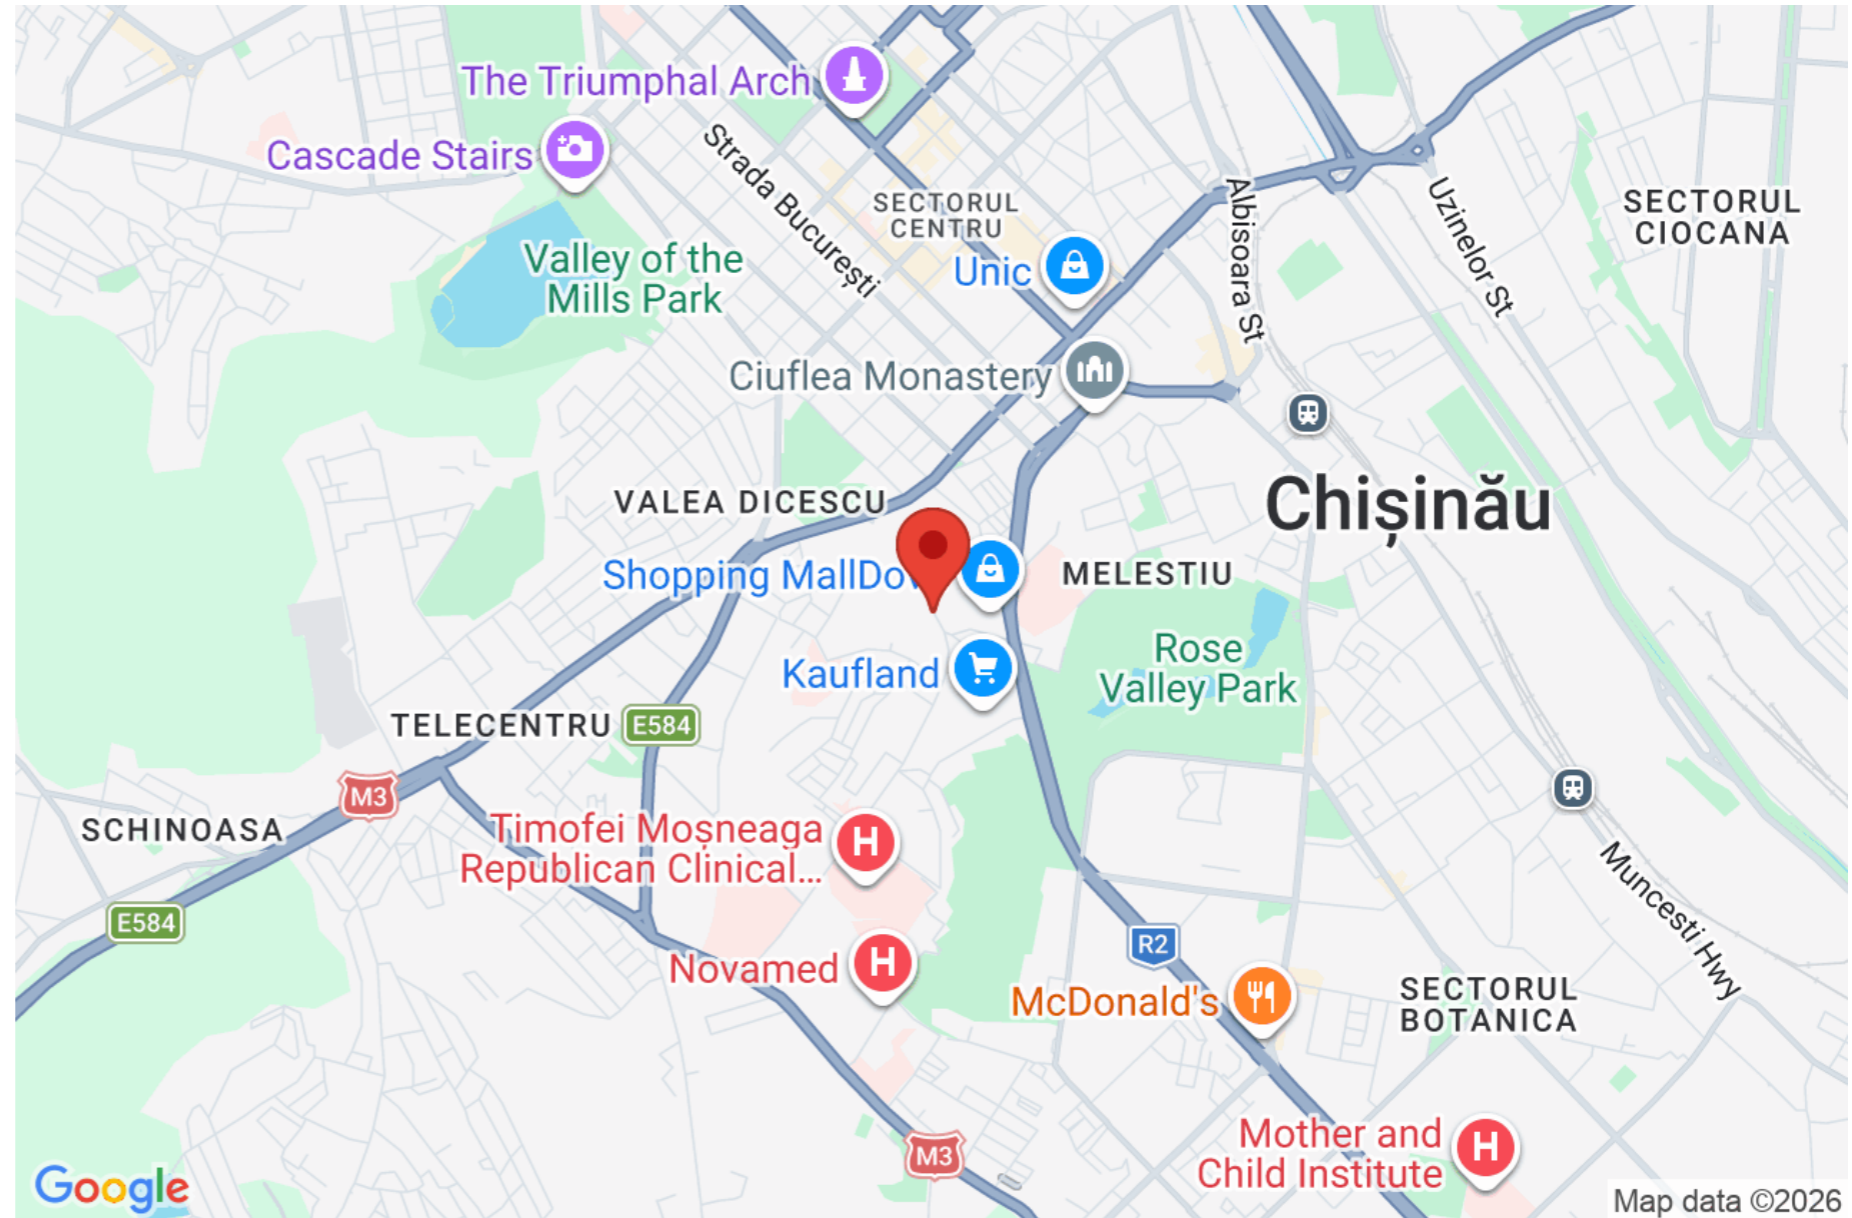 The Triumphal Arch
Cascade Stairs
Strada București
SECTORUL
CENTRU
Albisoara St
Uzinelor St
SECTORUL
CIOCANA
Valley of the
Mills Park
Unic
Ciuflea Monastery
VALEA DICESCU
Chișinău
Shopping MallDov
MELESTIU
Rose
Valley Park
Kaufland
TELECENTRU
E584
M3
SCHINOASA
Timofei Moșneaga
Republican Clinical...
H
E584
Novamed
H
R2
McDonald's
Muncesti Hwy
SECTORUL
BOTANICA
M3
Mother and
Child Institute
H
Google
Map data ©2026